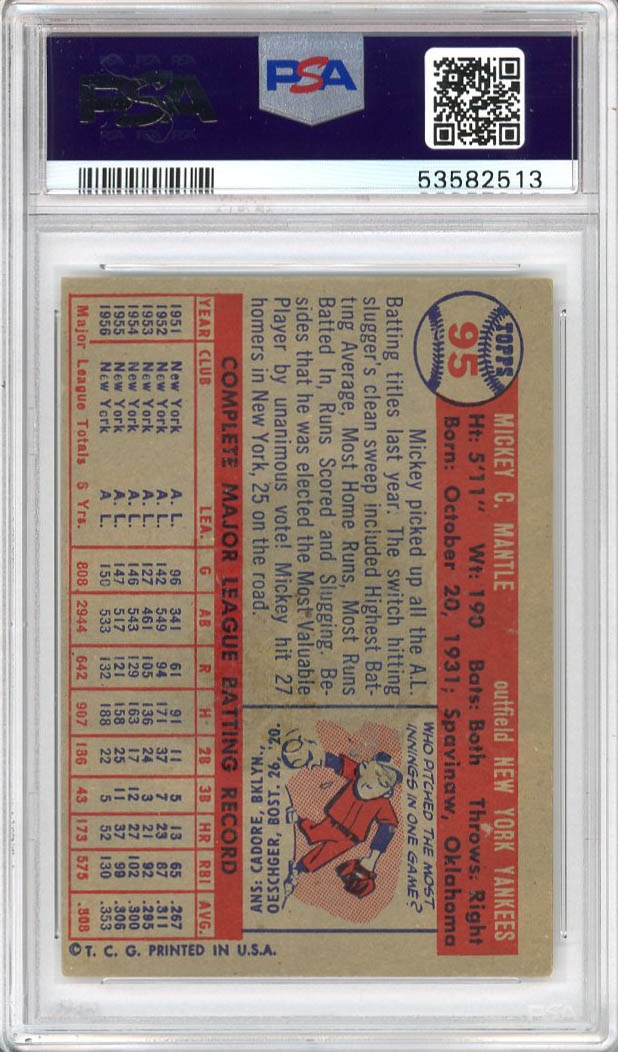 PSA
PSA
53582513
TOPPS
95
MICKEY C. MANTLE outfield NEW YORK YANKEES
Ht: 5'11" Wt: 190 Bats: Both Throws: Right
Born: October 20, 1931; Spavinaw, Oklahoma
Mickey picked up all the A.L.
Batting titles last year. The switch hitting
slugger's clean sweep included Highest Bat-
ting Average, Most Home Runs, Most Runs
Batted In, Runs Scored and Slugging. Be-
sides that he was elected the Most Valuable
Player by unanimous vote! Mickey hit 27
homers in New York, 25 on the road.
WHO PITCHED THE MOST
INNINGS IN ONE GAME?
ANS. CADORE, BKLYN.,
OESCHGER, BOST. 26, '20.
COMPLETE MAJOR LEAGUE BATTING RECORD
YEAR CLUB LEA. G AB R H 2B 3B HR RBI AVG.
1951 New York A. L. 96 341 61 91 11 5 13 65 .267
1952 New York A. L. 142 549 94 171 37 7 23 87 .311
1953 New York A. L. 127 461 105 136 24 3 21 92 .295
1954 New York A. L. 146 543 129 163 17 12 27 102 .300
1955 New York A. L. 147 517 121 158 25 11 37 99 .306
1956 New York A. L. 150 533 132 188 22 5 52 130 .353
Major League Totals 6 Yrs. 808 2944 642 907 136 43 173 575 .308
© T. C. G. PRINTED IN U.S.A.